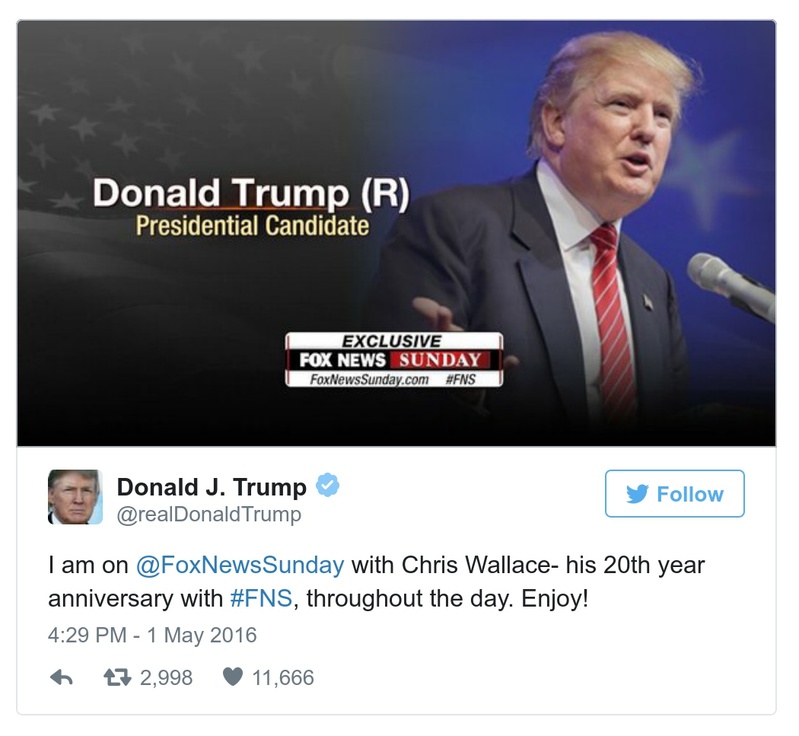 Donald Trump (R)
Presidential Candidate
EXCLUSIVE
FOX NEWS SUNDAY
FoxNewsSunday.com #FNS
Donald J. Trump
@realDonaldTrump
Follow
I am on @FoxNewsSunday with Chris Wallace- his 20th year
anniversary with #FNS, throughout the day. Enjoy!
4:29 PM - 1 May 2016
2,998 11,666